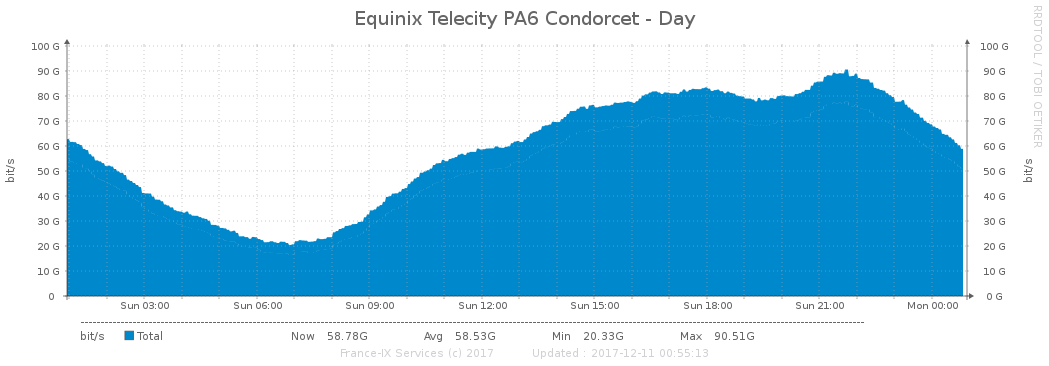 Equinix Telecity PA6 Condorcet - Day
RRDTOOL / TOBI OETIKER
bit/s
bit/s
100 G 100 G
90 G 90 G
80 G 80 G
70 G 70 G
60 G 60 G
50 G 50 G
40 G 40 G
30 G 30 G
20 G 20 G
10 G 10 G
0 0 G
Sun 03:00 Sun 06:00 Sun 09:00 Sun 12:00 Sun 15:00 Sun 18:00 Sun 21:00 Mon 00:00
bit/s Total Now 58.78G Avg 58.53G Min 20.33G Max 90.51G
France-IX Services (c) 2017 Updated : 2017-12-11 00:55:13